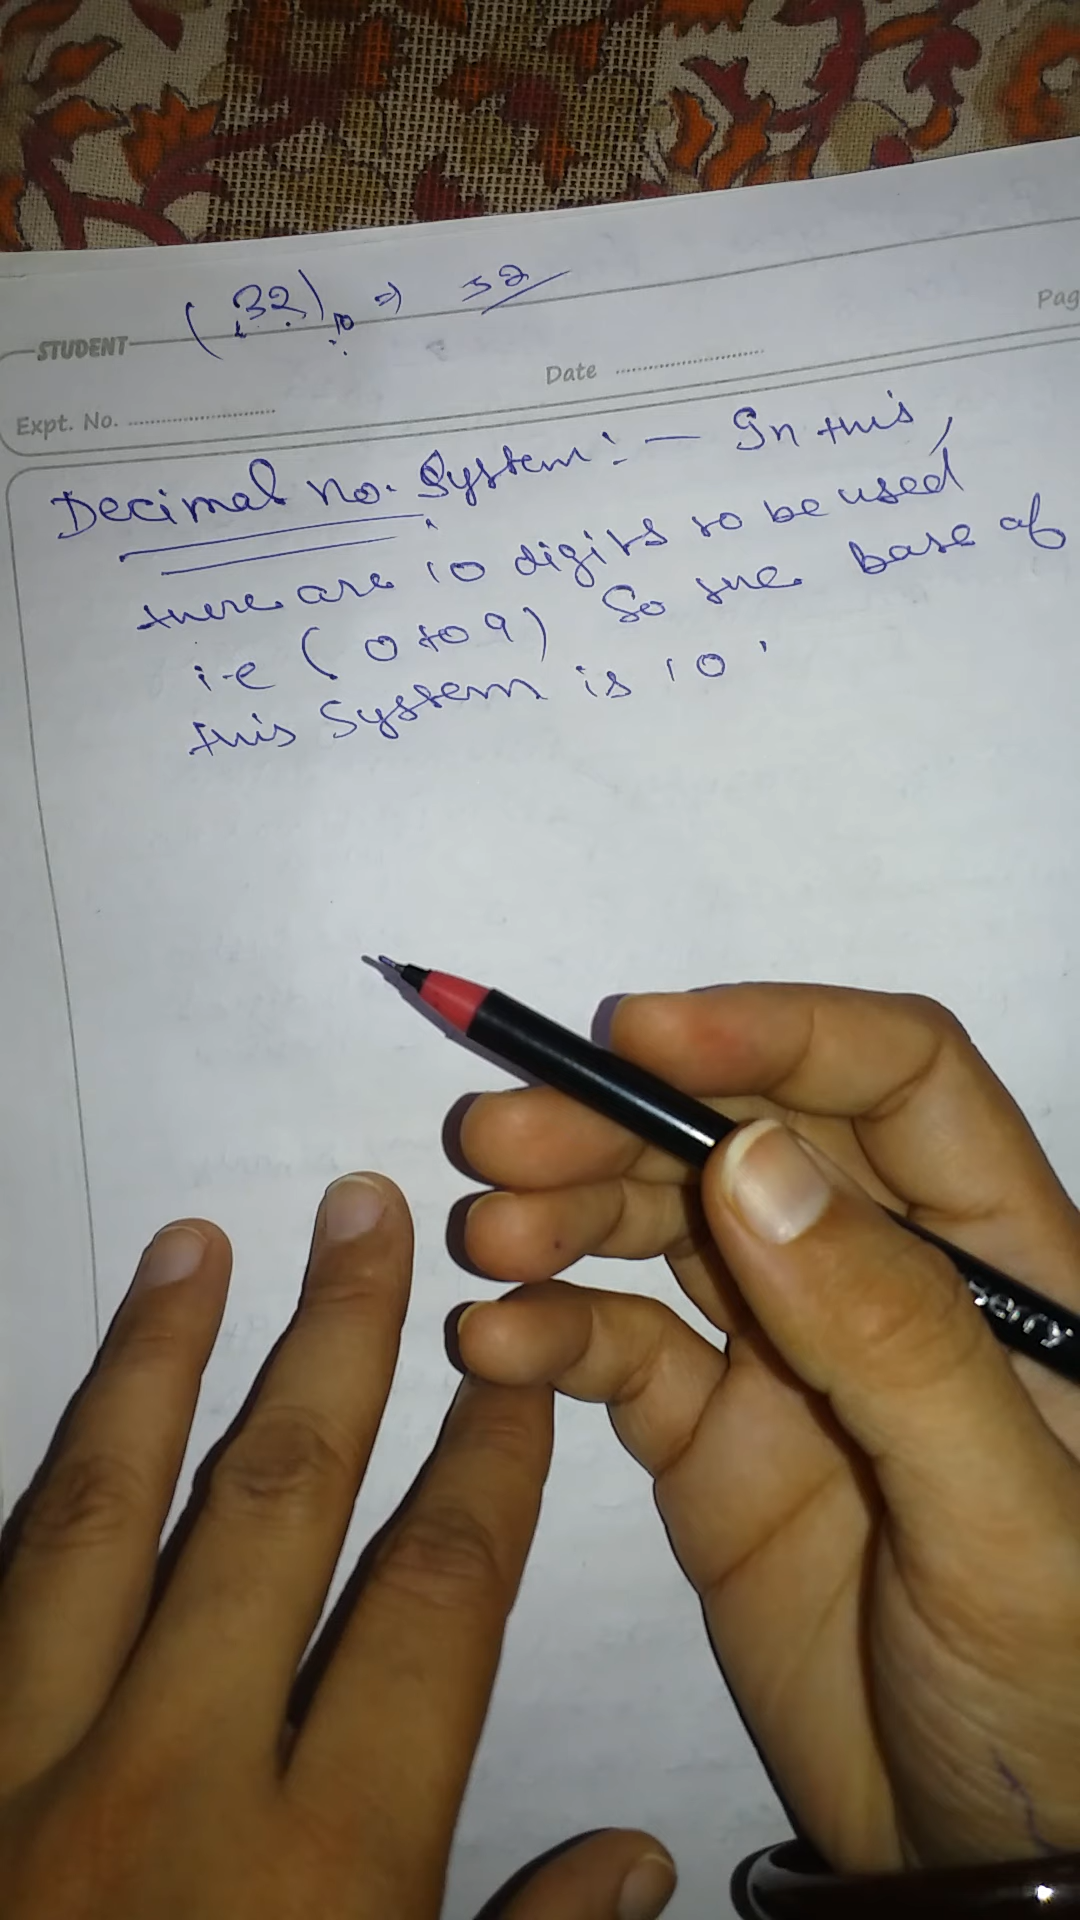 (32)10 => 32
STUDENT
Pag
Date
Expt. No.
Decimal no. System:- In this,
there are 10 digits to be used
i.e ( 0 to 9) So the base of
this System is 10.
Berry